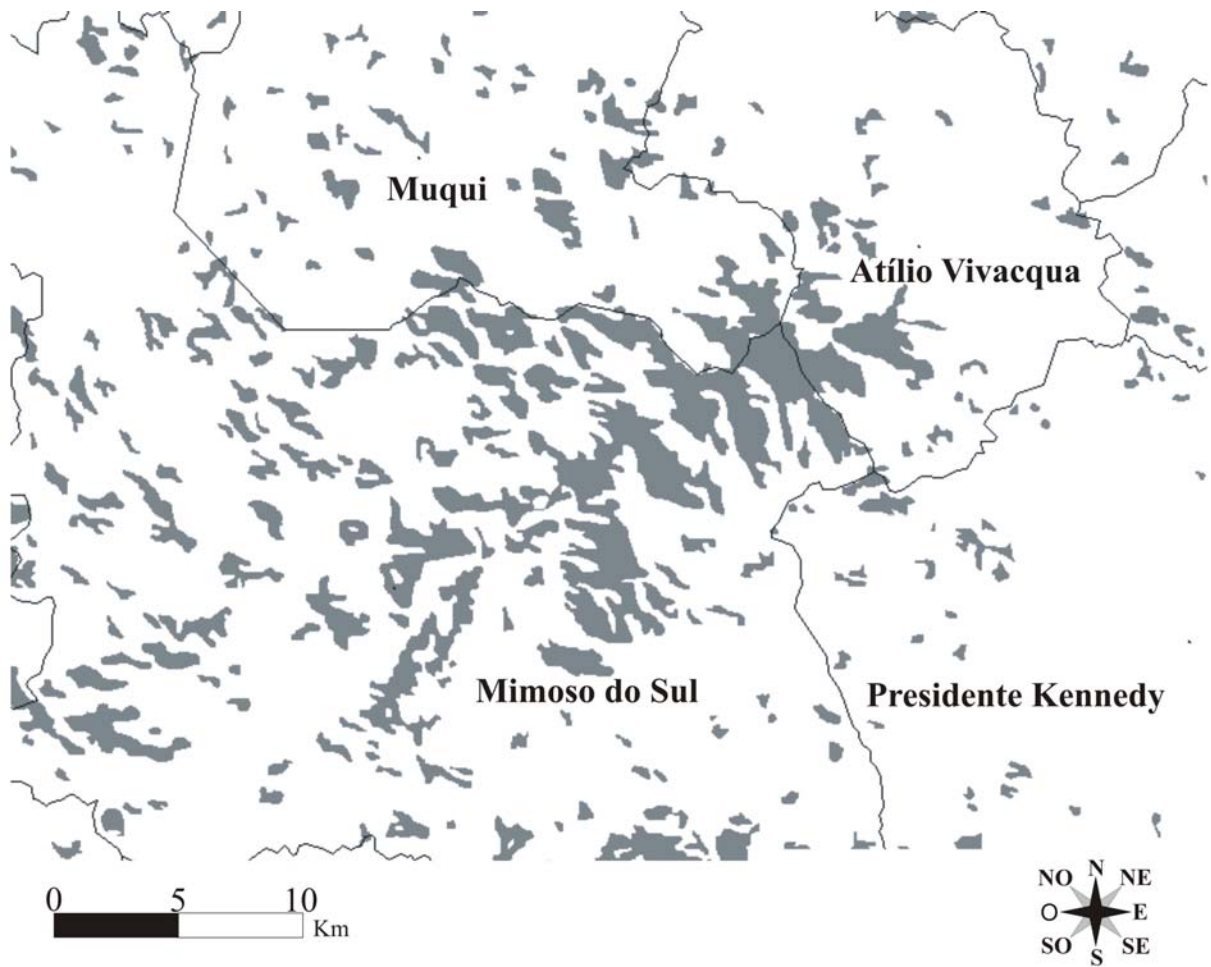 Muqui
Atílio Vivacqua
Mimoso do Sul
Presidente Kennedy
0 5 10
Km
NO N NE
O E
SO S SE